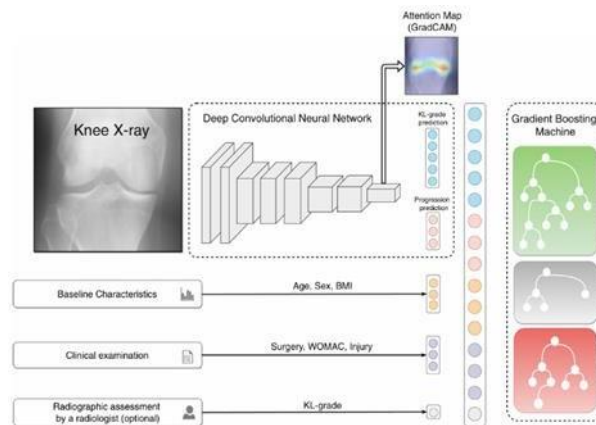 Attention Map
(GradCAM)
Knee X-ray
Deep Convolutional Neural Network
KL-grade
prediction
Progression
prediction
Gradient Boosting
Machine
Baseline Characteristics
Age, Sex, BMI
Clinical examination
Surgery, WOMAC, Injury
Radiographic assessment
by a radiologist (optional)
KL-grade